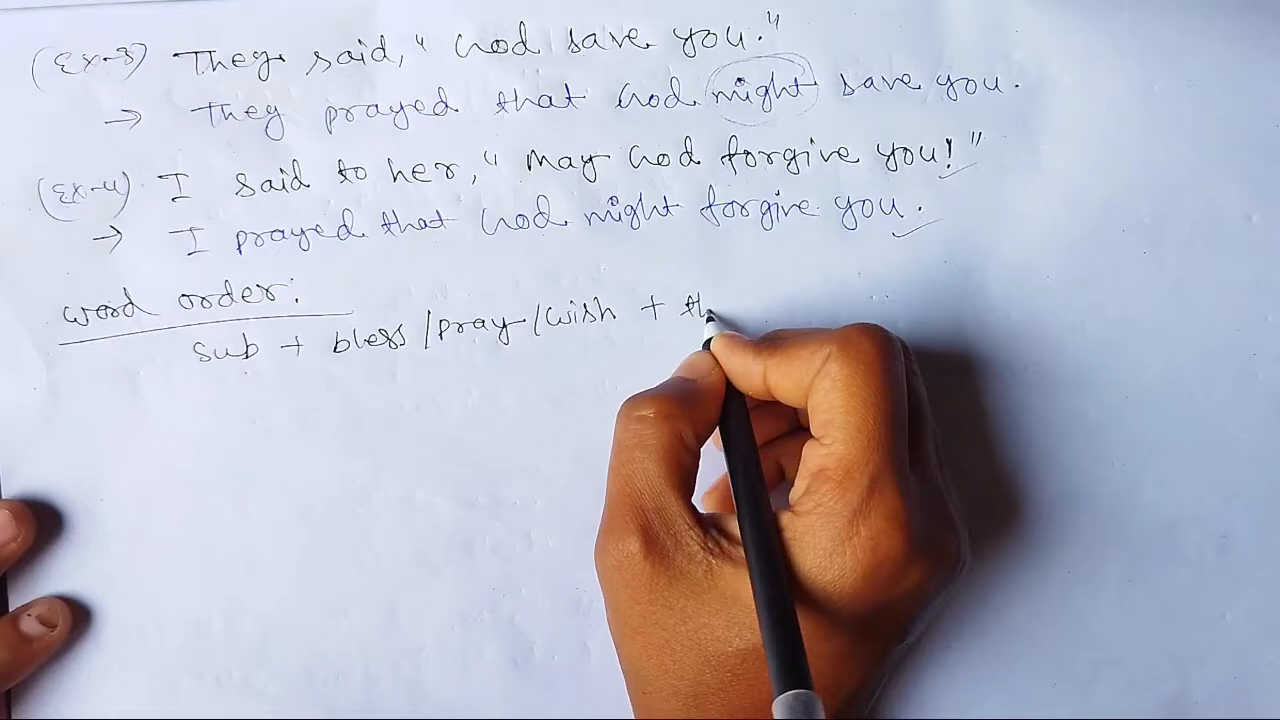 (Ex-3) They said, "God save you."
→ They prayed that God might save you.
(Ex-4) I said to her, "May God forgive you!"
→ I prayed that God might forgive you.
word order:
sub + bless / pray / wish + th